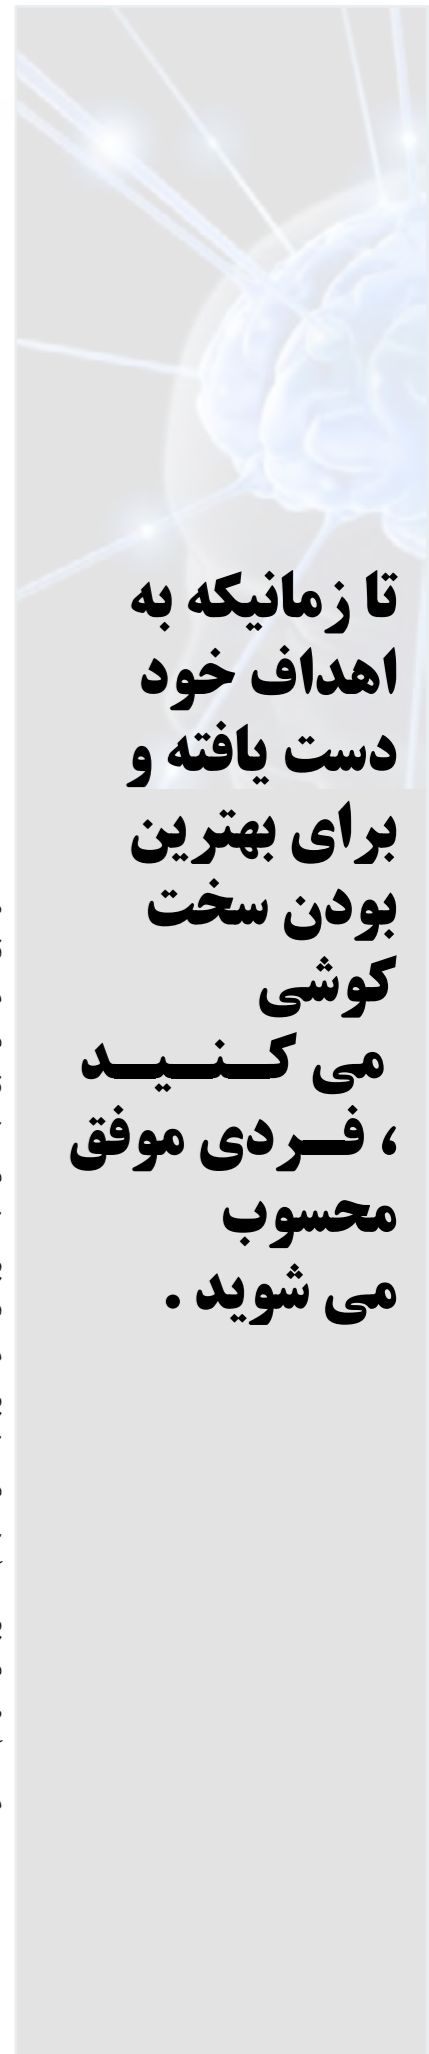 تا زمانیکه به
اهداف خود
دست یافته و
برای بهترین
بودن سخت
کوشی
می کـنـیـد
، فـردی موفق
محسوب
می شوید .